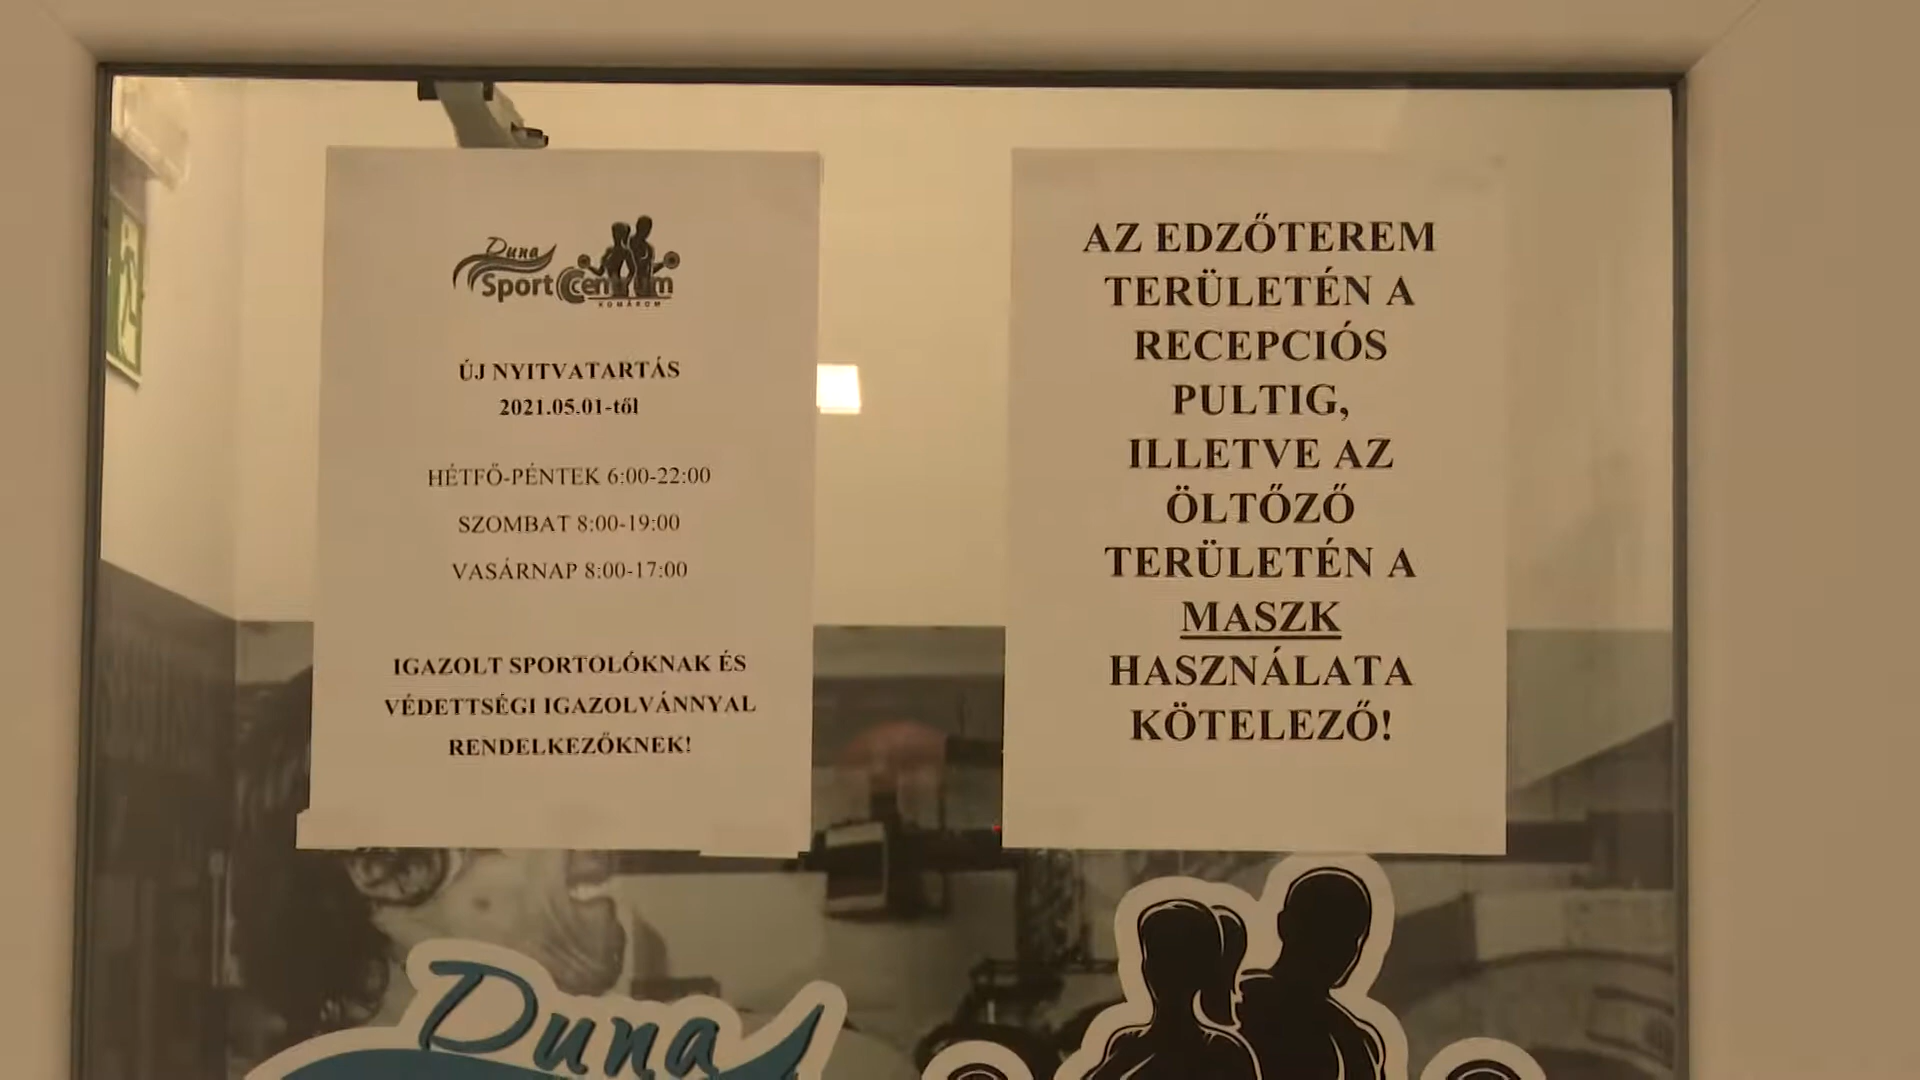 Duna
Sport Centrum
KOMÁROM
ÚJ NYITVATARTÁS
2021.05.01-től
HÉTFŐ-PÉNTEK 6:00-22:00
SZOMBAT 8:00-19:00
VASÁRNAP 8:00-17:00
IGAZOLT SPORTOLÓKNAK ÉS
VÉDETTSÉGI IGAZOLVÁNNYAL
RENDELKEZŐKNEK!
AZ EDZŐTEREM
TERÜLETÉN A
RECEPCIÓS
PULTIG,
ILLETVE AZ
ÖLTŐZŐ
TERÜLETÉN A
MASZK
HASZNÁLATA
KÖTELEZŐ!
Duna